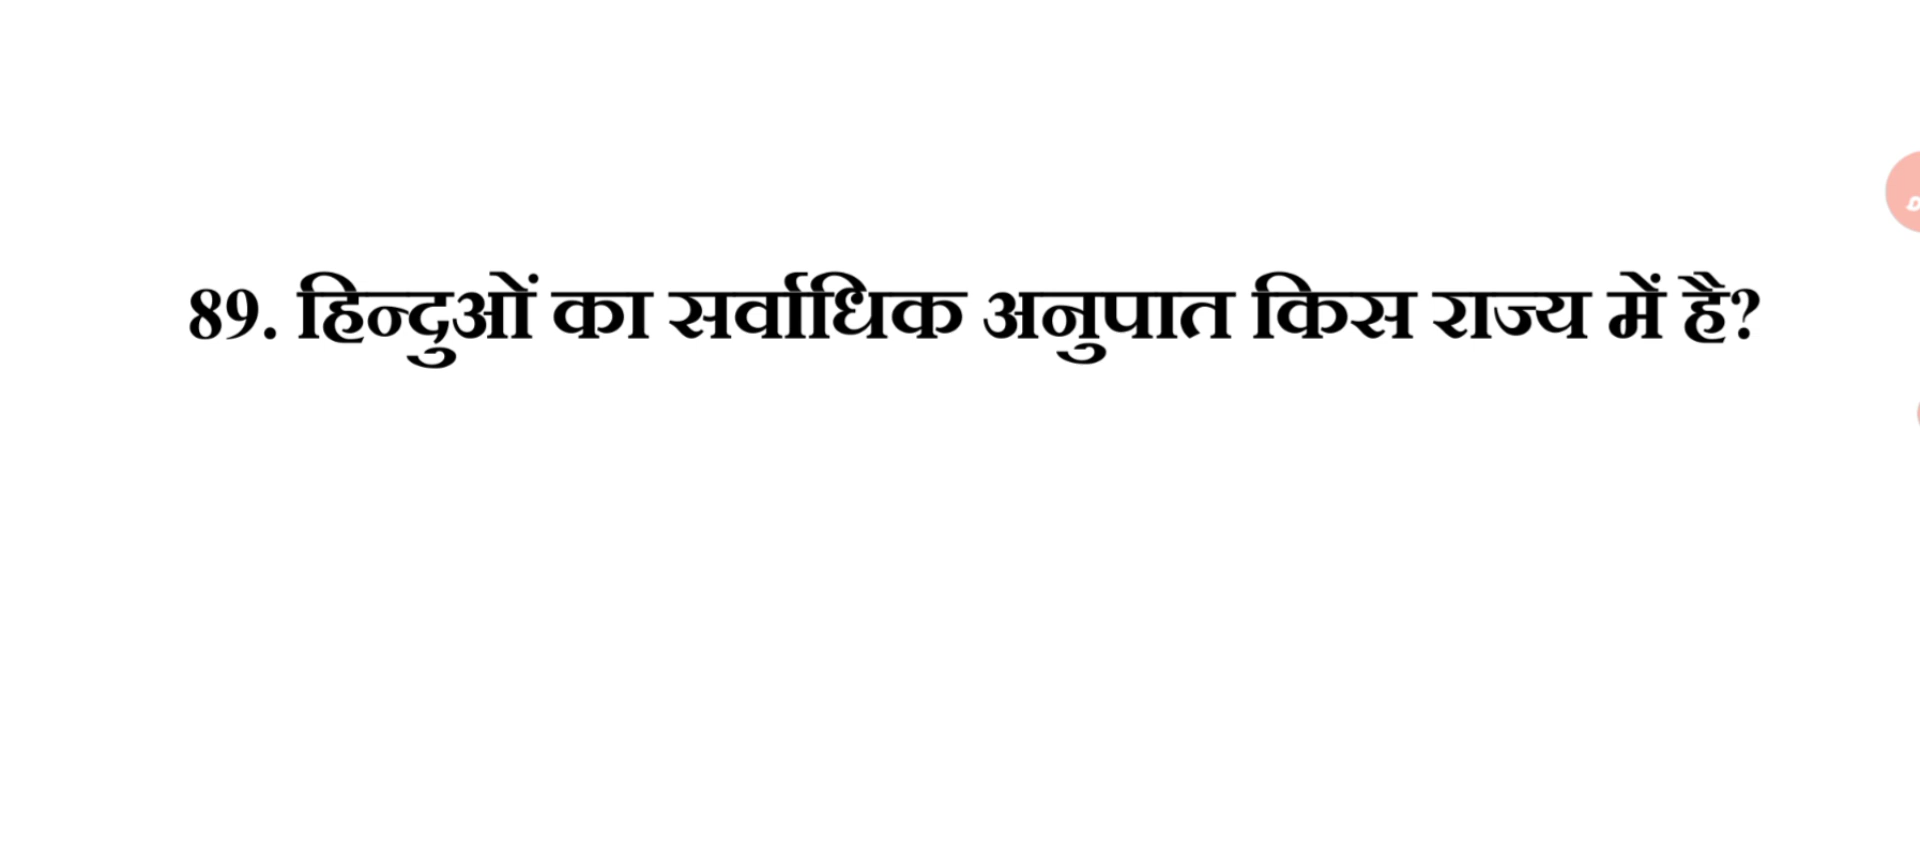 89. हिन्दुओं का सर्वाधिक अनुपात किस राज्य में है?